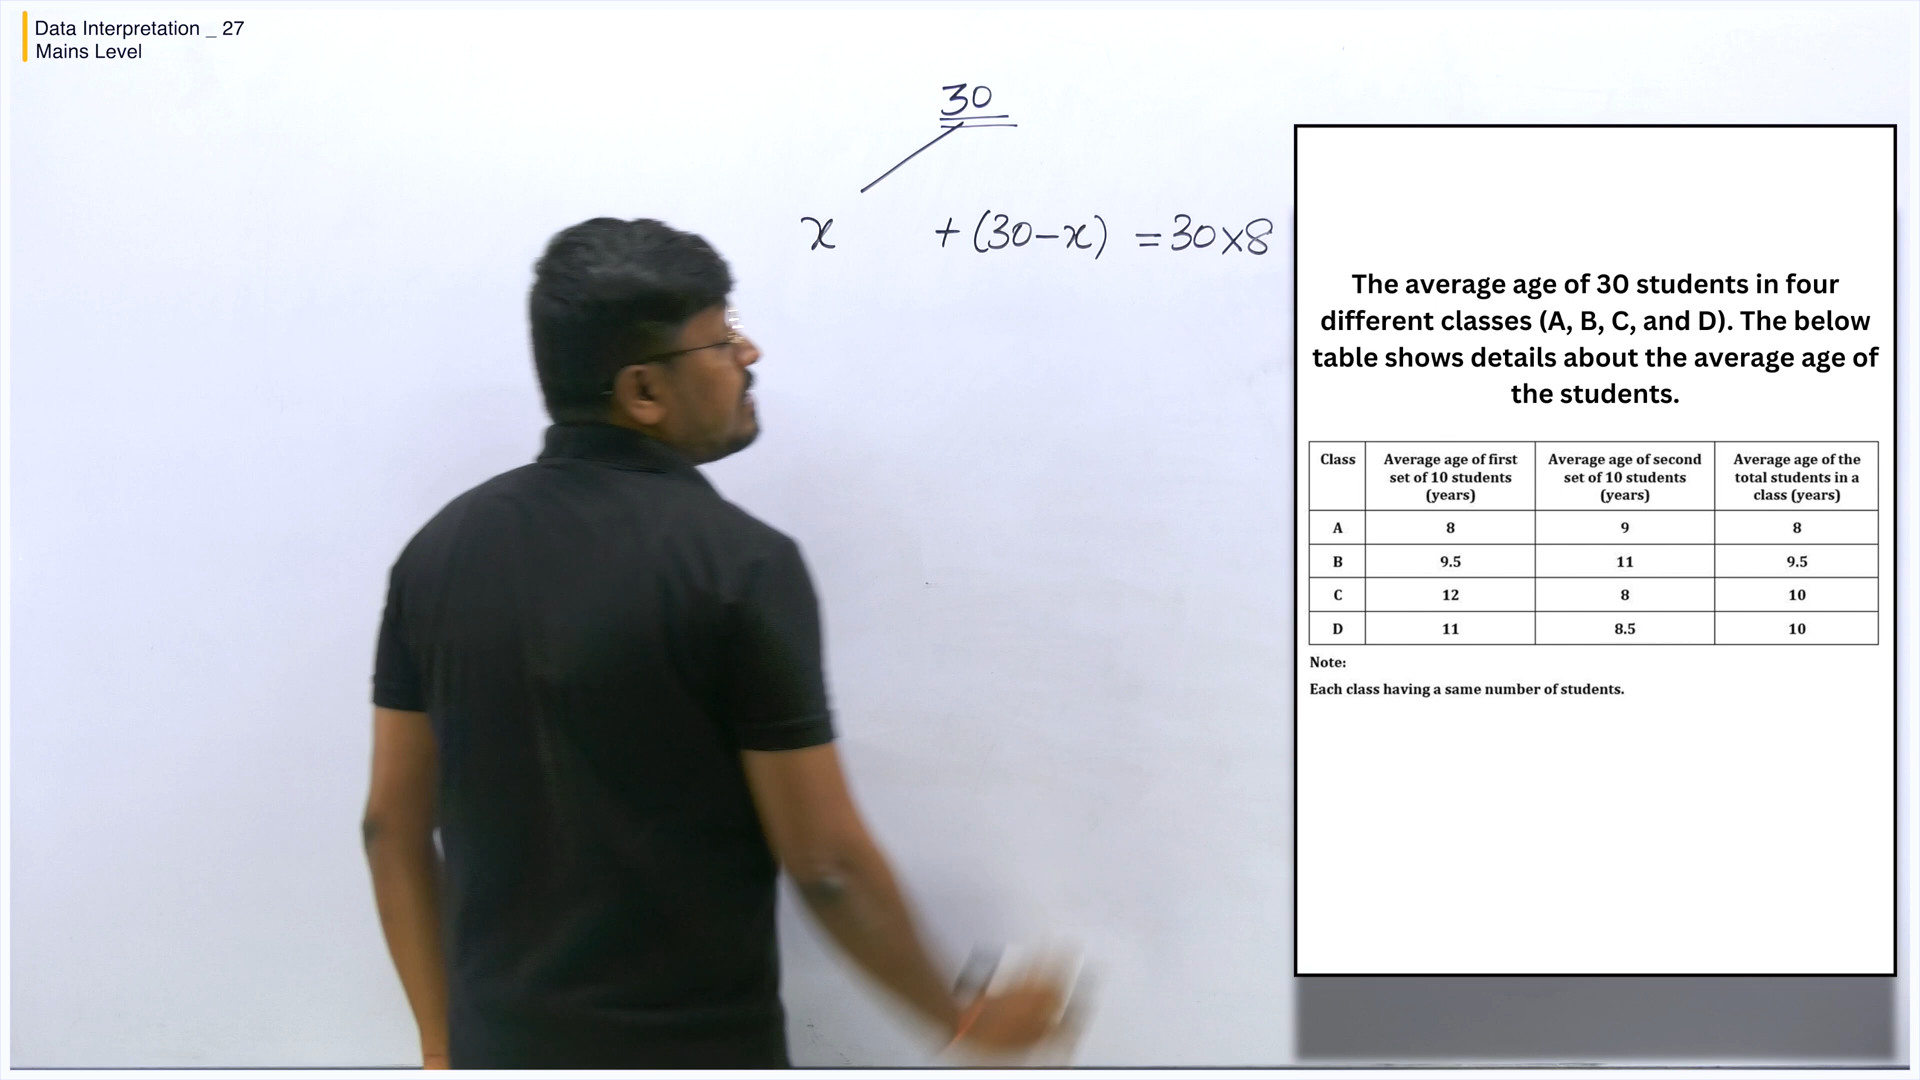 Data Interpretation _ 27
Mains Level
30
x + (30-x) = 30×8
The average age of 30 students in four
different classes (A, B, C, and D). The below
table shows details about the average age of
the students.
Class | Average age of first set of 10 students (years) | Average age of second set of 10 students (years) | Average age of the total students in a class (years)
A | 8 | 9 | 8
B | 9.5 | 11 | 9.5
C | 12 | 8 | 10
D | 11 | 8.5 | 10
Note:
Each class having a same number of students.